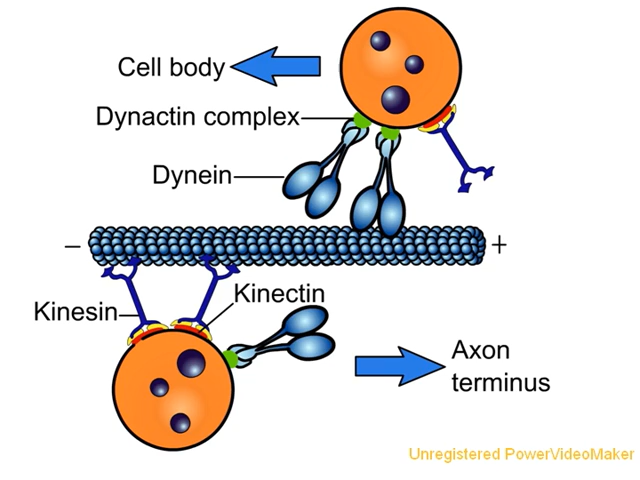 Cell body
Dynactin complex
Dynein
–
+
Kinesin
Kinectin
Axon
terminus
Unregistered PowerVideoMaker